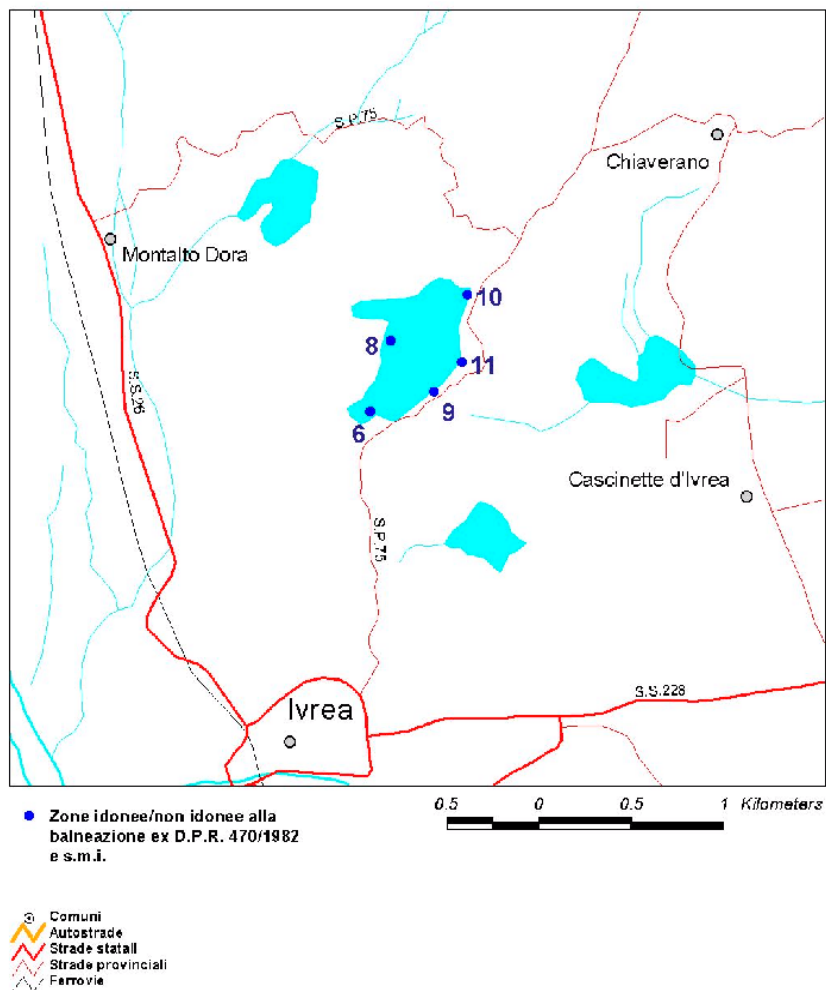 S.P.75
Chiaverano
Montalto Dora
10
8
11
S.S.26
9
6
Cascinette d'Ivrea
S.P.75
S.S.228
Ivrea
0.5 0 0.5 1 Kilometers
Zone idonee/non idonee alla
balneazione ex D.P.R. 470/1982
e s.m.i.
Comuni
Autostrade
Strade statali
Strade provinciali
Ferrovie